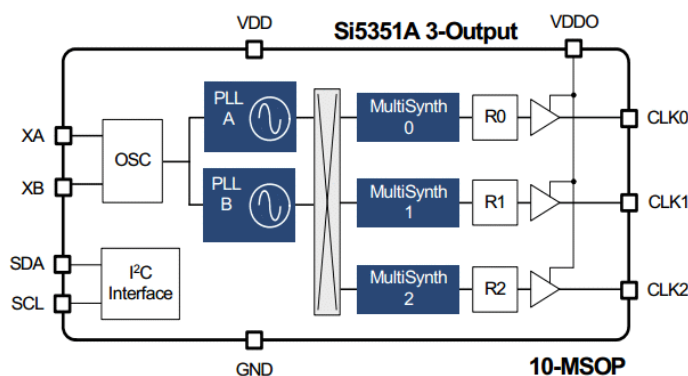 VDD
Si5351A 3-Output
VDDO
PLL
A
MultiSynth
0
R0
CLK0
XA
OSC
XB
PLL
B
MultiSynth
1
R1
CLK1
SDA
I²C
Interface
SCL
MultiSynth
2
R2
CLK2
GND
10-MSOP